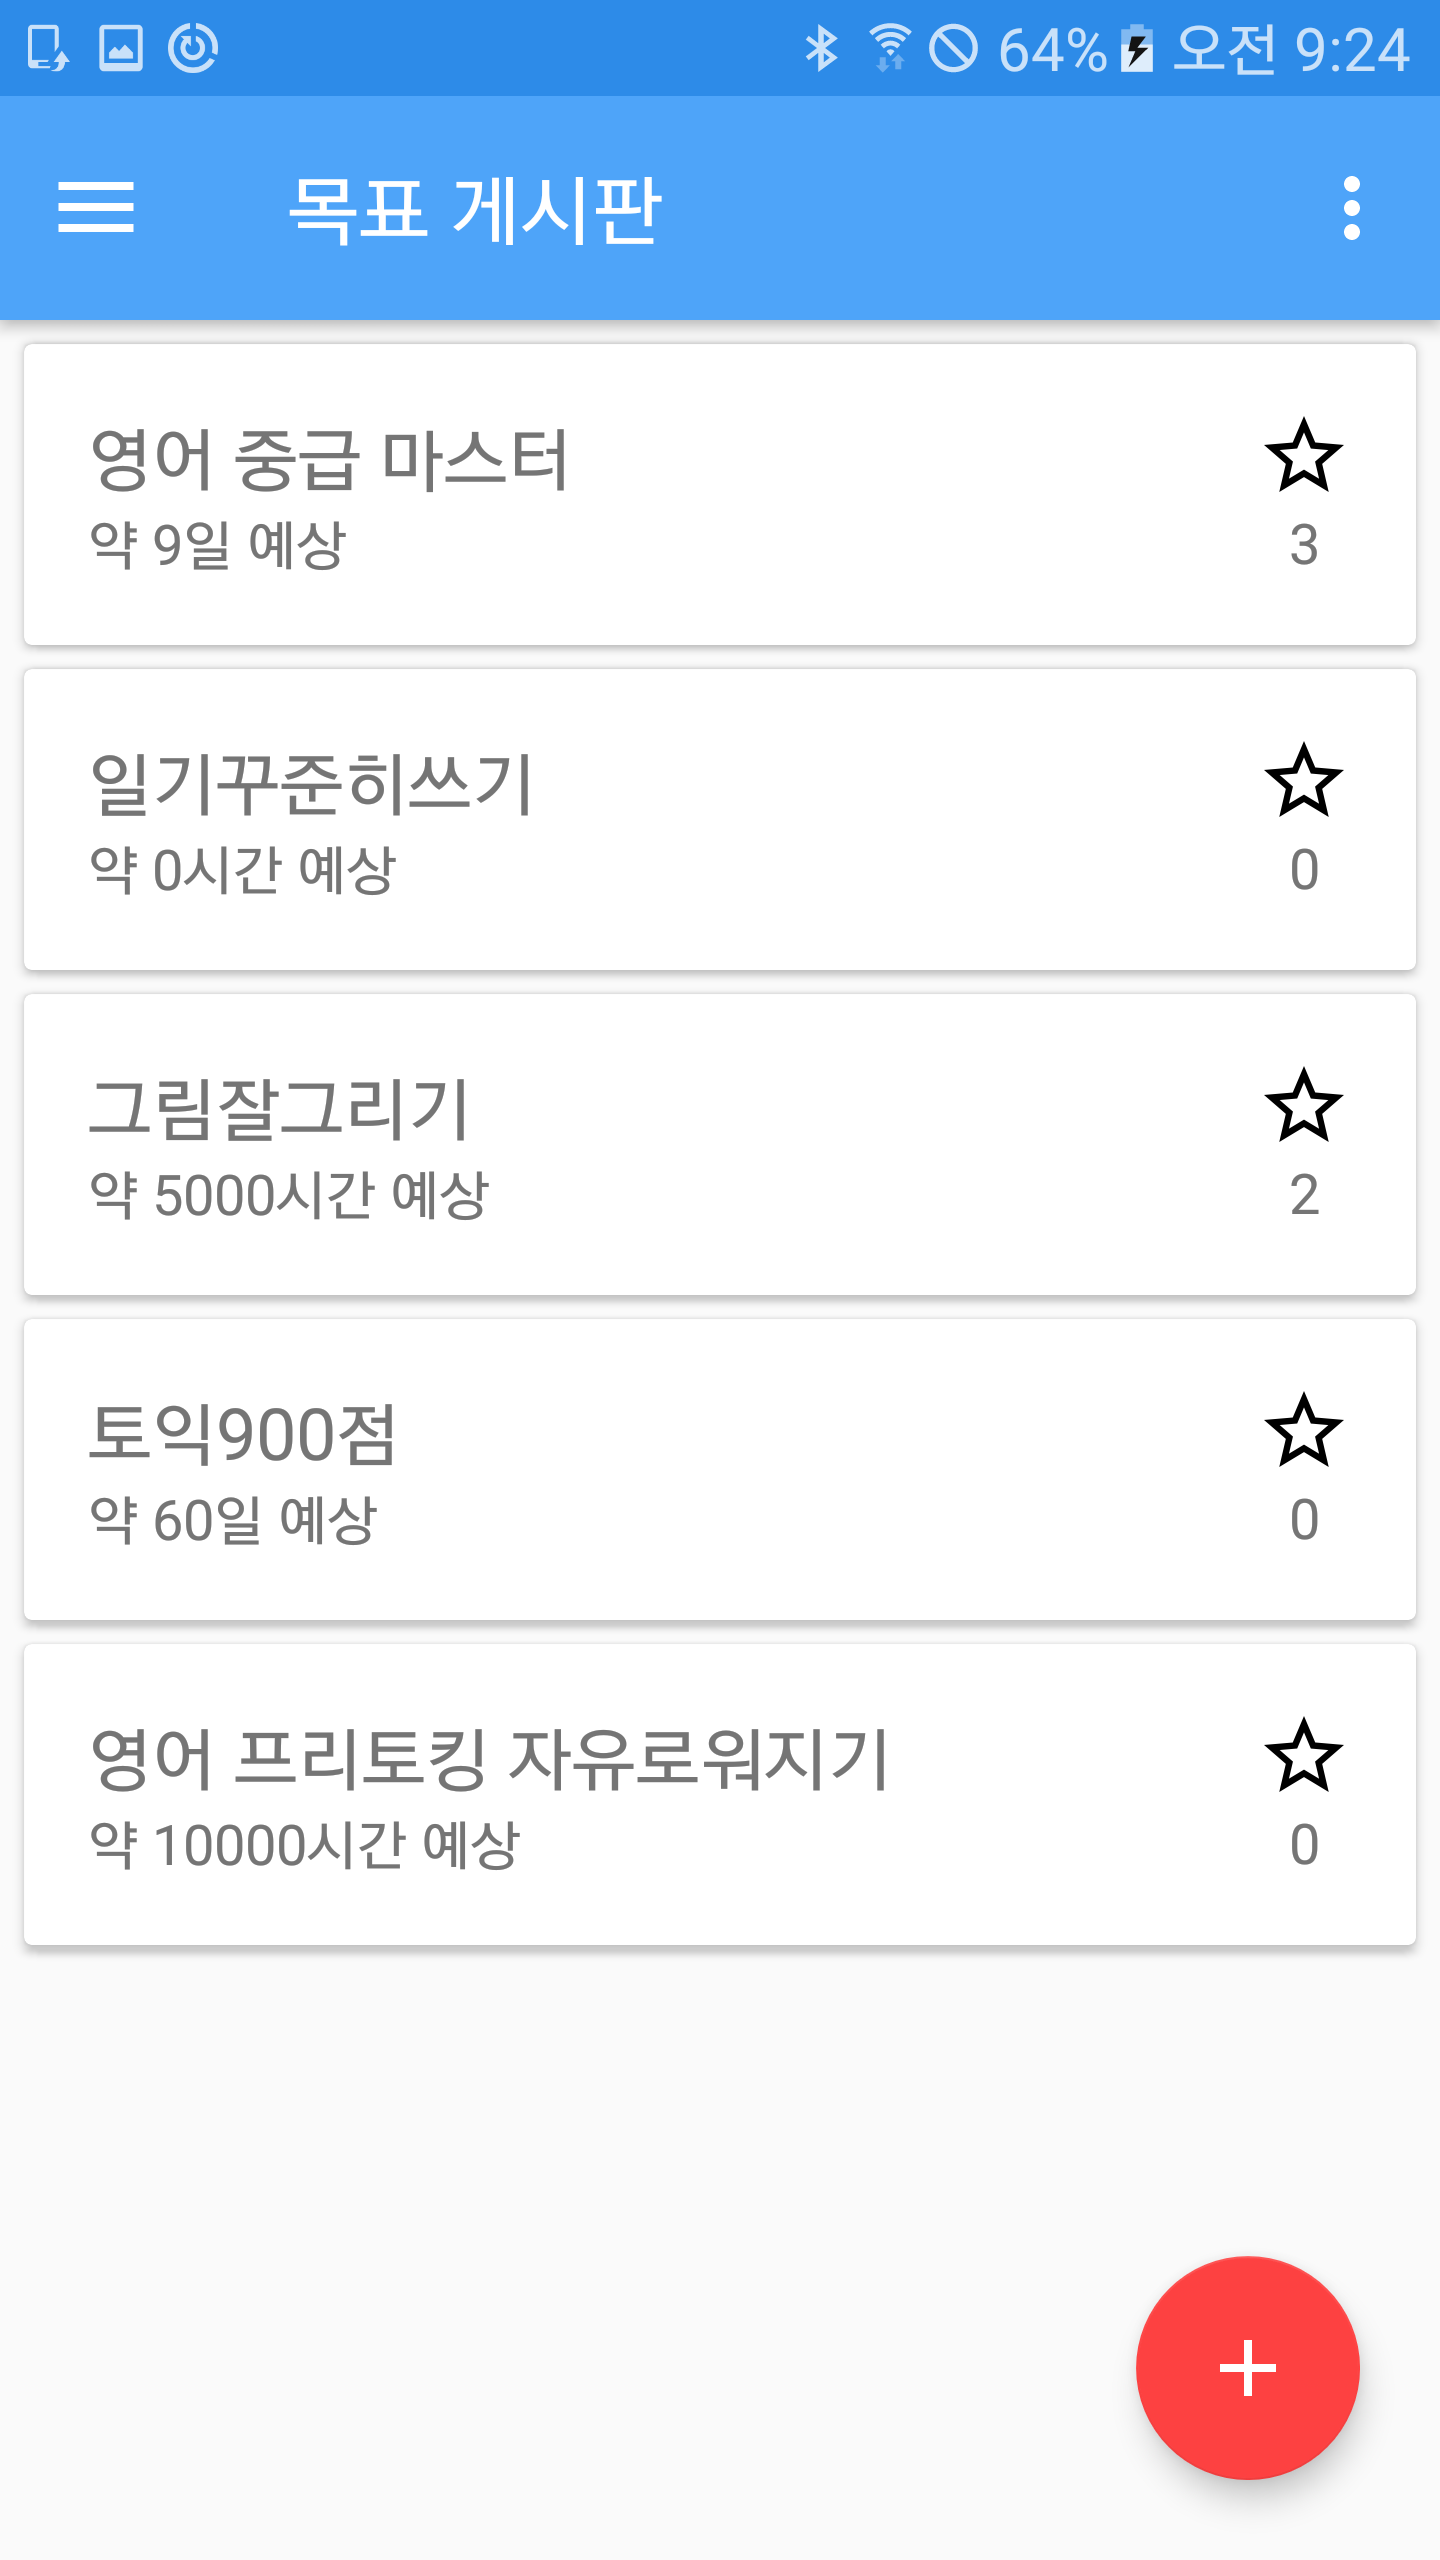 64% 오전 9:24
목표 게시판
영어 중급 마스터
약 9일 예상
3
일기꾸준히쓰기
약 0시간 예상
0
그림잘그리기
약 5000시간 예상
2
토익900점
약 60일 예상
0
영어 프리토킹 자유로워지기
약 10000시간 예상
0